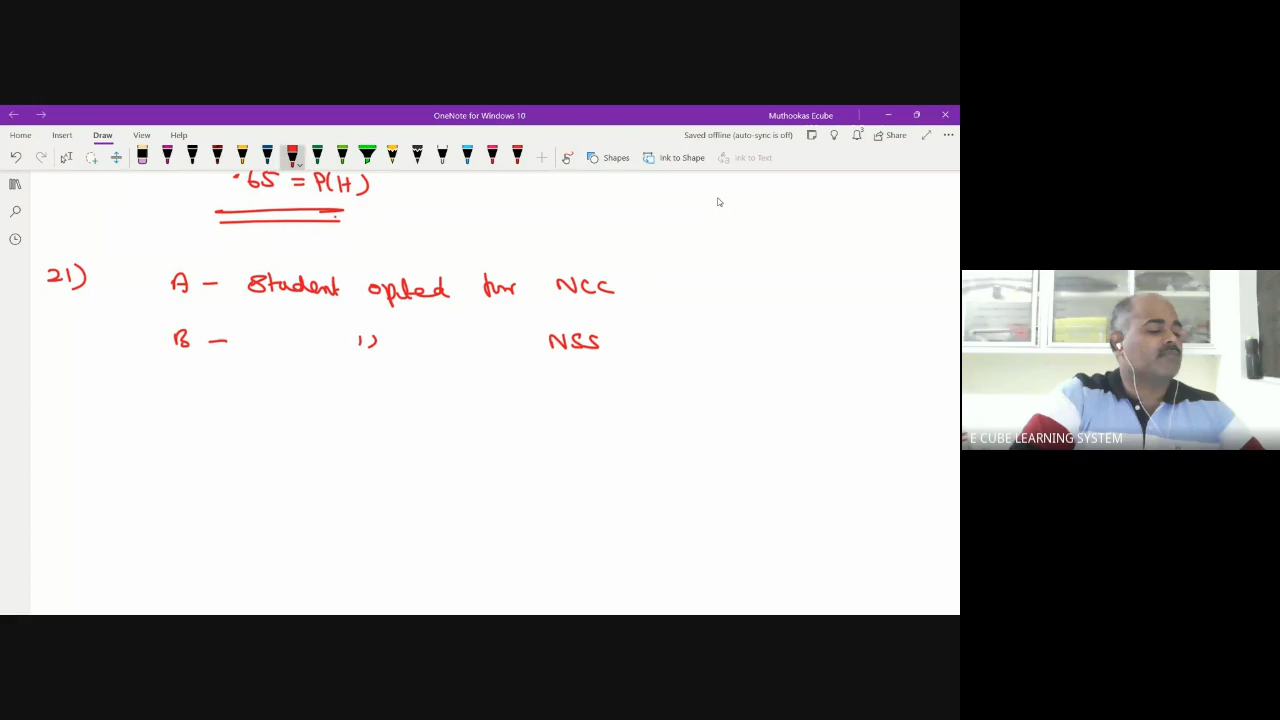 OneNote for Windows 10
Muthookas Ecube
Home Insert Draw View Help
Saved offline (auto-sync is off)
Share
Shapes
Ink to Shape
Ink to Text
.65 = P(H)
21) A - Student opted for NCC
B - ,, NSS
E CUBE LEARNING SYSTEM